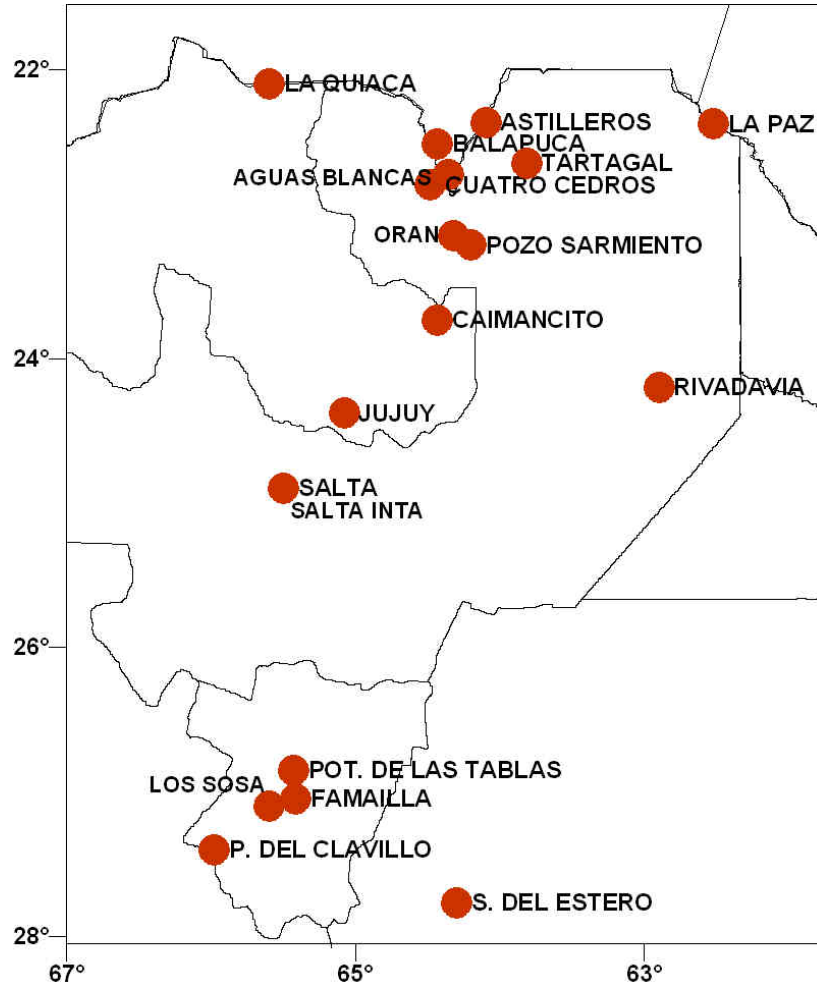 22°
LA QUIACA
ASTILLEROS
LA PAZ
BALAPUCA
TARTAGAL
AGUAS BLANCAS
CUATRO CEDROS
ORAN
POZO SARMIENTO
CAIMANCITO
24°
RIVADAVIA
JUJUY
SALTA
SALTA INTA
26°
POT. DE LAS TABLAS
LOS SOSA
FAMAILLA
P. DEL CLAVILLO
S. DEL ESTERO
28°
67° 65° 63°